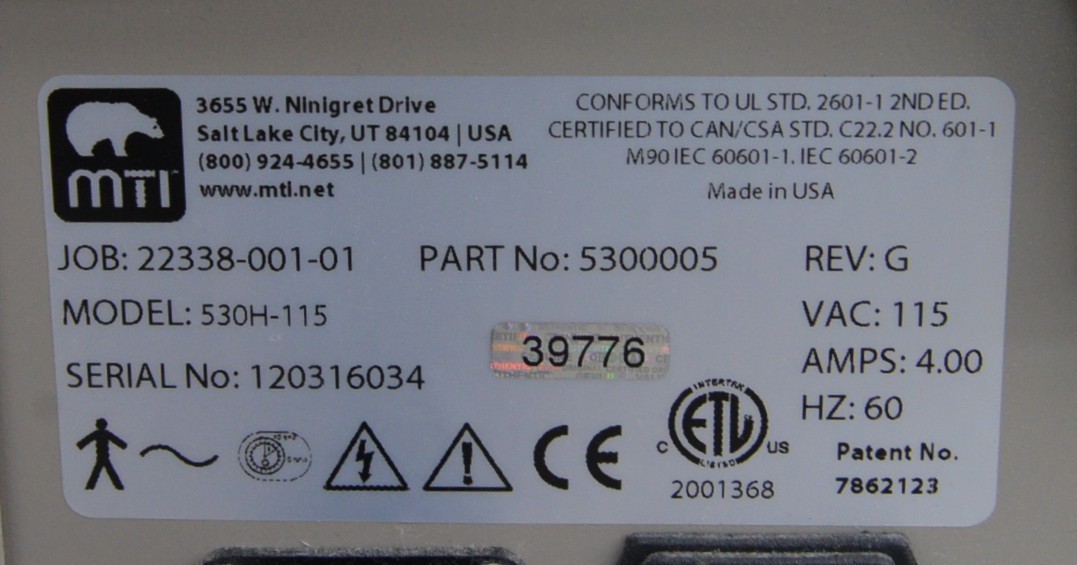 mTI
3655 W. Ninigret Drive
Salt Lake City, UT 84104 | USA
(800) 924-4655 | (801) 887-5114
www.mtl.net
CONFORMS TO UL STD. 2601-1 2ND ED.
CERTIFIED TO CAN/CSA STD. C22.2 NO. 601-1
M90 IEC 60601-1. IEC 60601-2
Made in USA
JOB: 22338-001-01 PART No: 5300005 REV: G
MODEL: 530H-115
VAC: 115
39776
SERIAL No: 120316034
AMPS: 4.00
HZ: 60
CE
INTERTEK
C ETL US
LISTED
2001368
Patent No.
7862123